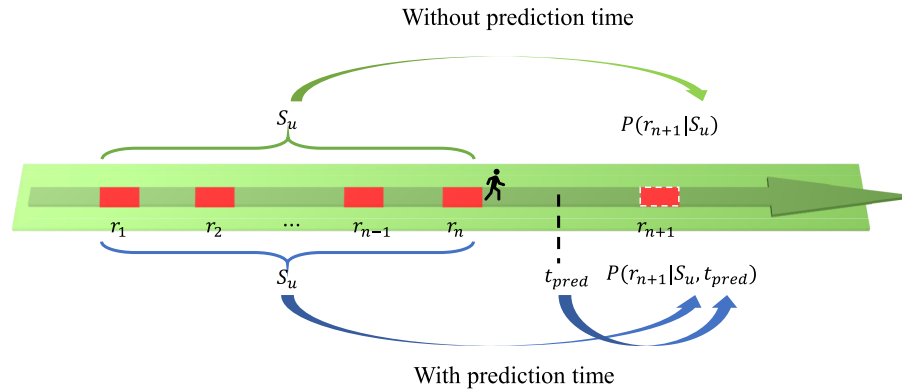 Without prediction time
S_u
P(r_{n+1}|S_u)
r_1 r_2 ... r_{n-1} r_n r_{n+1}
S_u t_{pred} P(r_{n+1}|S_u, t_{pred})
With prediction time